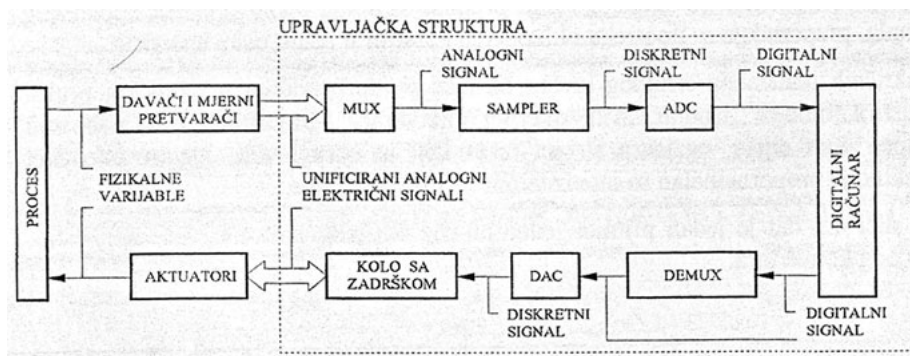 UPRAVLJAČKA STRUKTURA
ANALOGNI
SIGNAL
DISKRETNI
SIGNAL
DIGITALNI
SIGNAL
PROCES
DAVAČI I MJERNI
PRETVARAČI
MUX
SAMPLER
ADC
DIGITALNI
RAČUNAR
FIZIKALNE
VARIJABLE
UNIFICIRANI ANALOGNI
ELEKTRIČNI SIGNALI
AKTUATORI
KOLO SA
ZADRŠKOM
DAC
DEMUX
DISKRETNI
SIGNAL
DIGITALNI
SIGNAL